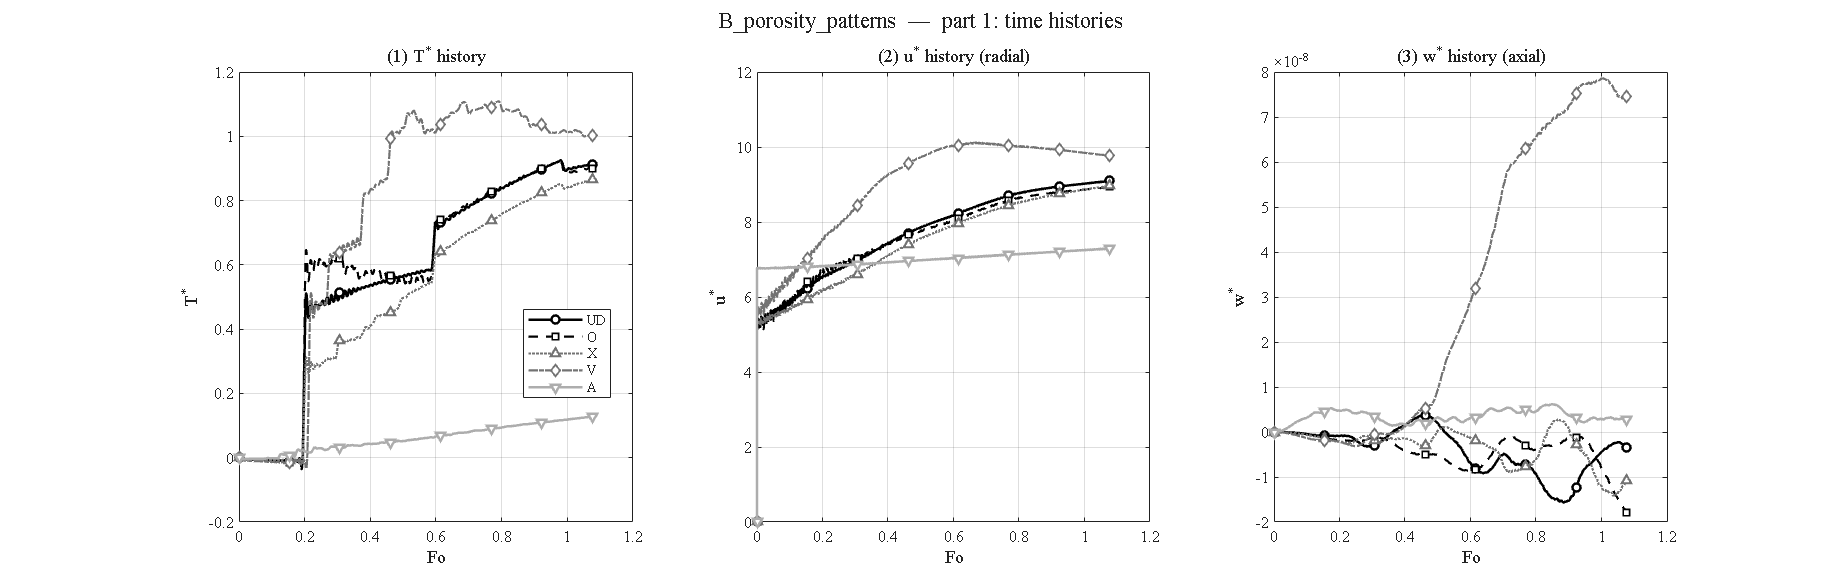 B_porosity_patterns — part 1: time histories
(1) T* history
1.2
1
0.8
0.6
0.4
0.2
0
-0.2
T*
UD
O
X
V
A
0 0.2 0.4 0.6 0.8 1 1.2
Fo
(2) u* history (radial)
12
10
8
6
4
2
0
u*
0 0.2 0.4 0.6 0.8 1 1.2
Fo
(3) w* history (axial)
×10-8
8
7
6
5
4
3
2
1
0
-1
-2
w*
0 0.2 0.4 0.6 0.8 1 1.2
Fo